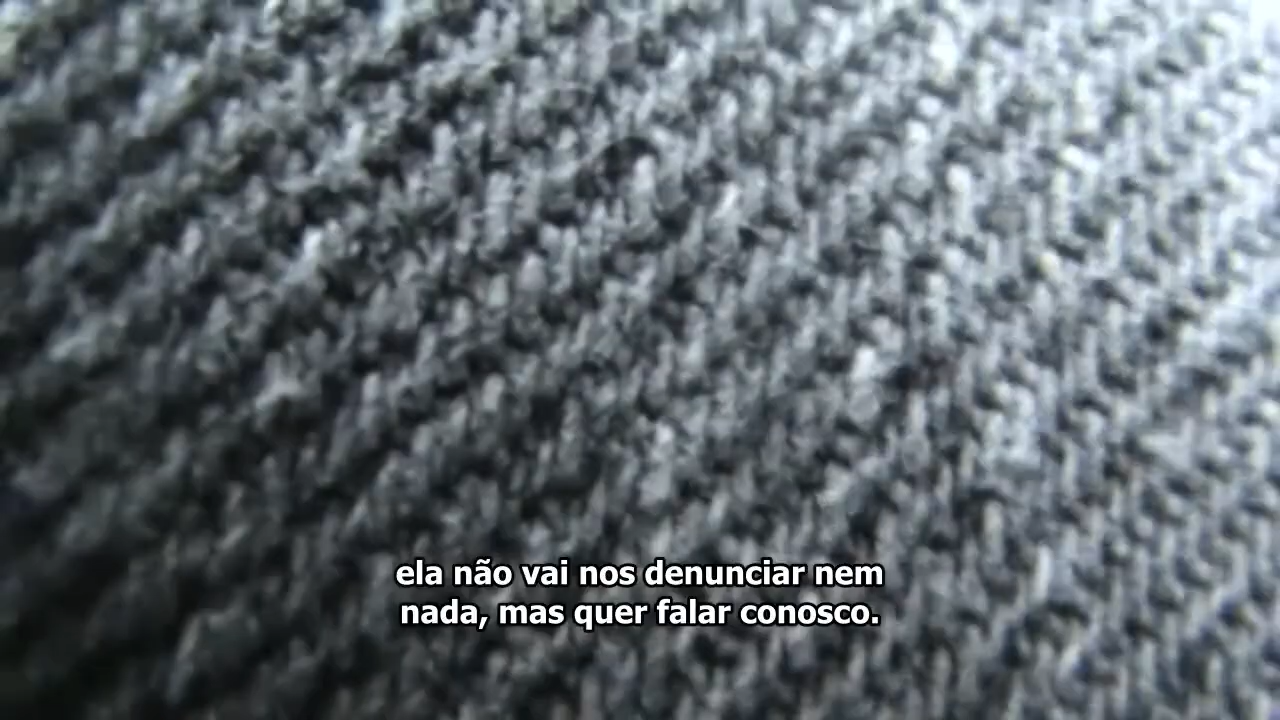 ela não vai nos denunciar nem
nada, mas quer falar conosco.